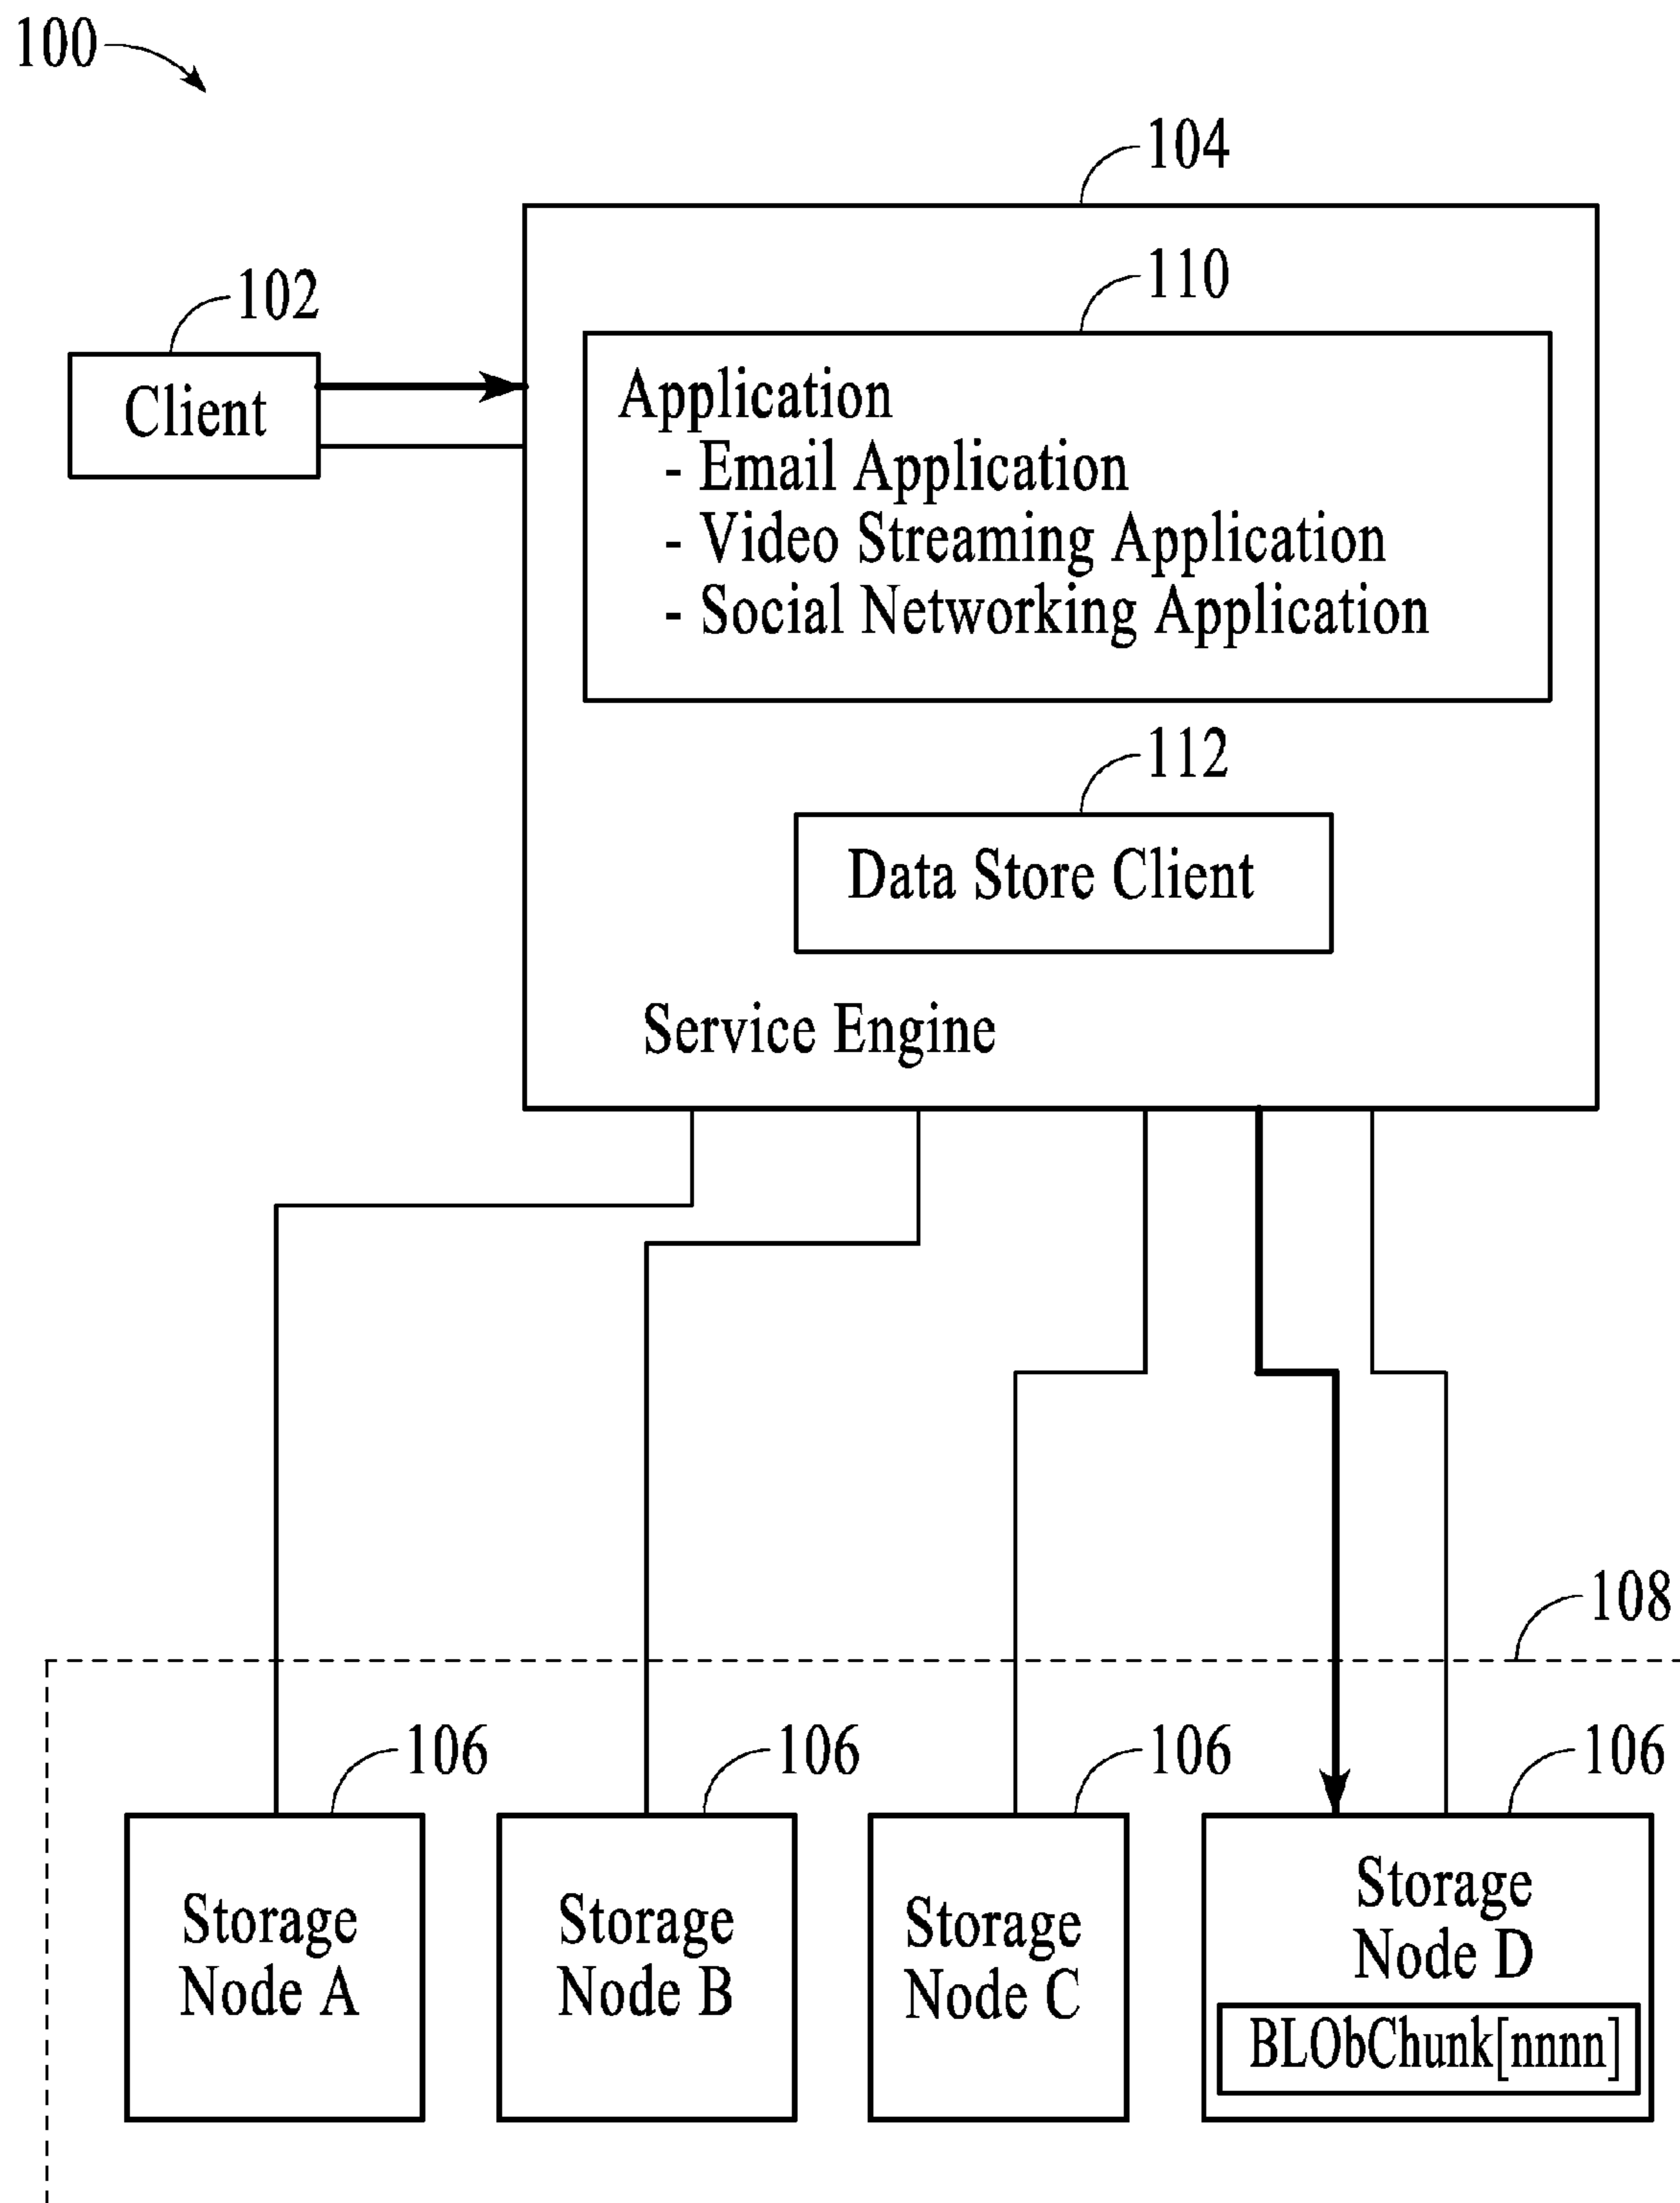 100
104
110
102
Client
Application
- Email Application
- Video Streaming Application
- Social Networking Application
112
Data Store Client
Service Engine
108
106
106
106
106
Storage
Node A
Storage
Node B
Storage
Node C
Storage
Node D
BLObChunk[nnnn]